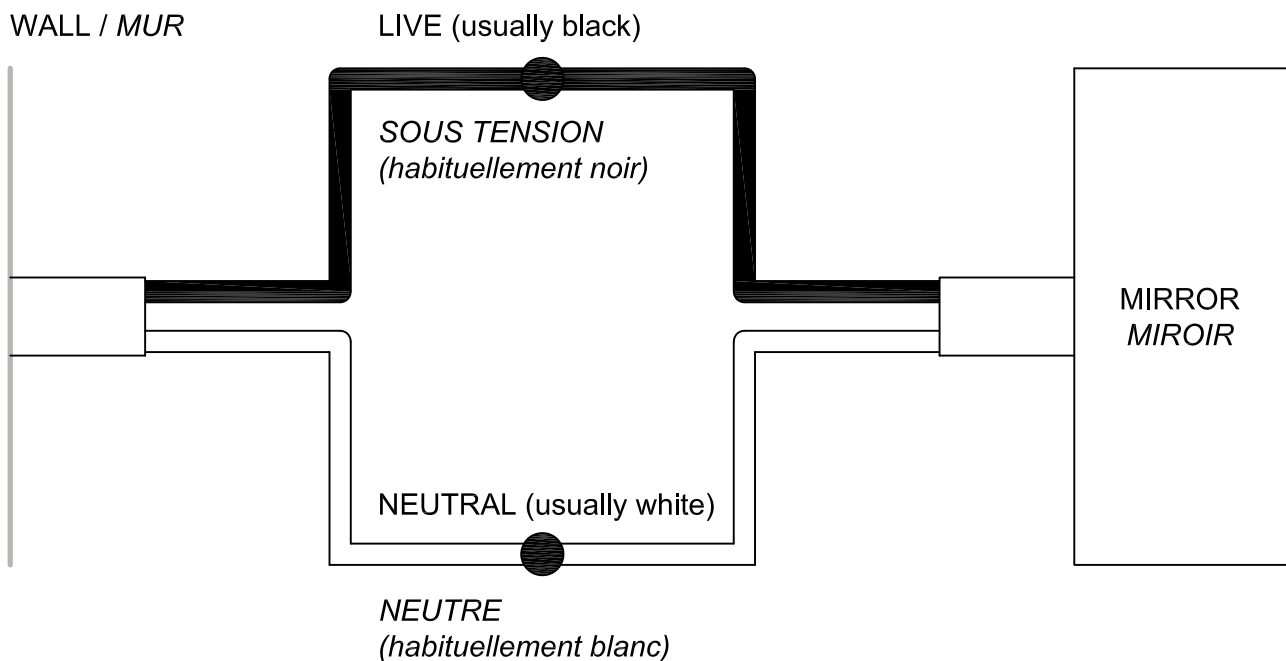 WALL / MUR
LIVE (usually black)
SOUS TENSION
(habituellement noir)
MIRROR
MIROIR
NEUTRAL (usually white)
NEUTRE
(habituellement blanc)